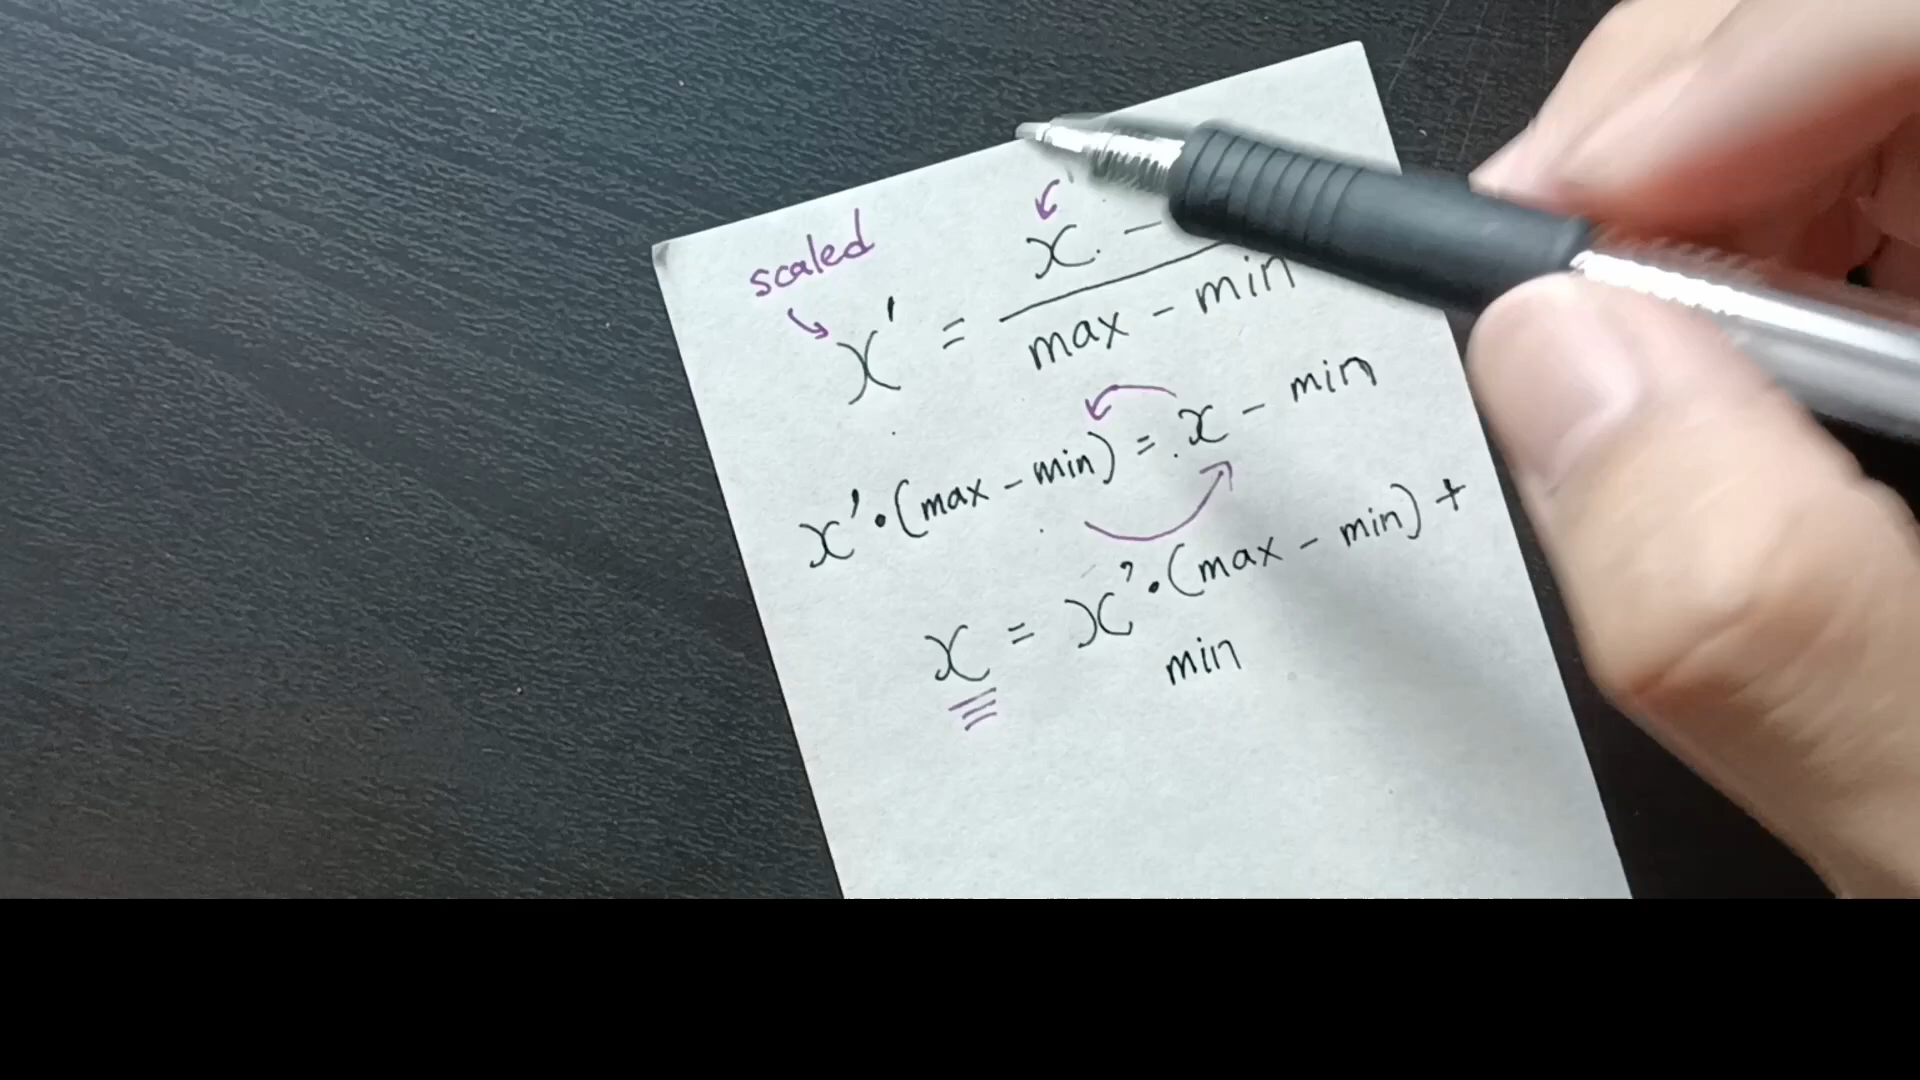 scaled
x' = x -
max - min
x' • (max - min) = x - min
x = x' • (max - min) +
min